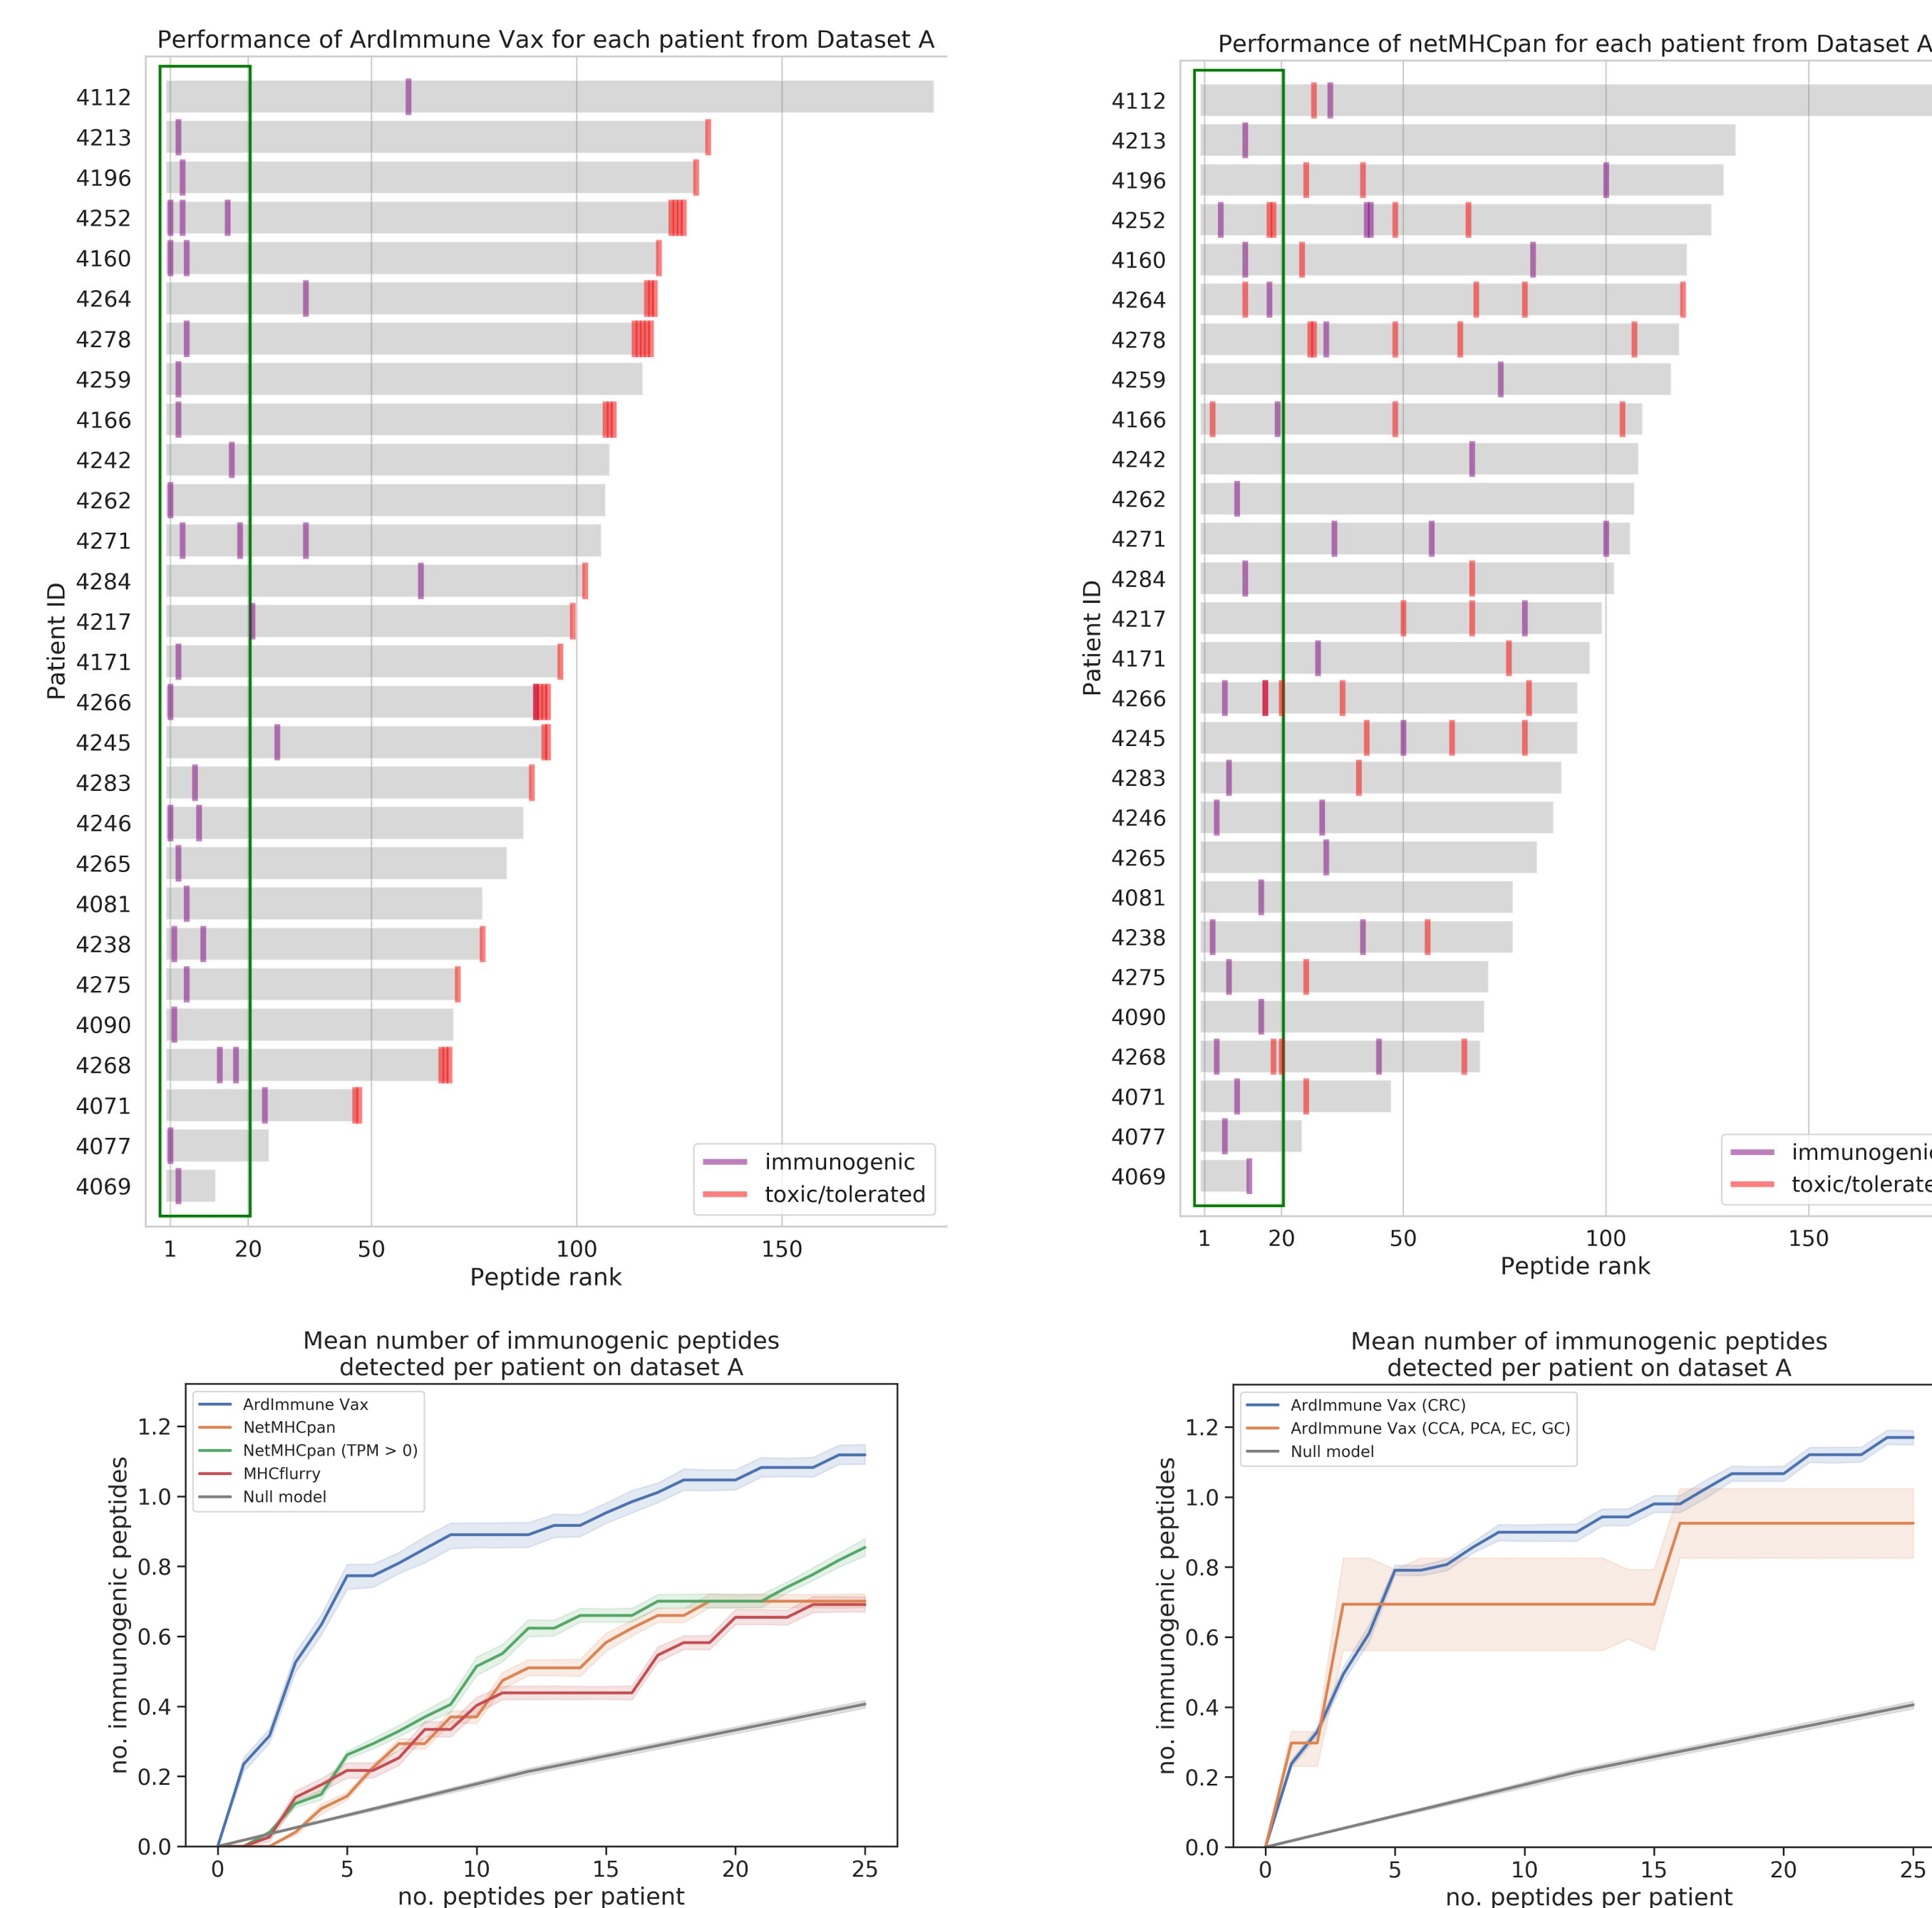 Performance of ArdImmune Vax for each patient from Dataset A
Patient ID
4112
4213
4196
4252
4160
4264
4278
4259
4166
4242
4262
4271
4284
4217
4171
4266
4245
4283
4246
4265
4081
4238
4275
4090
4268
4071
4077
4069
immunogenic
toxic/tolerated
1 20 50 100 150
Peptide rank
Performance of netMHCpan for each patient from Dataset A
Patient ID
4112
4213
4196
4252
4160
4264
4278
4259
4166
4242
4262
4271
4284
4217
4171
4266
4245
4283
4246
4265
4081
4238
4275
4090
4268
4071
4077
4069
immunogenic
toxic/tolerate
1 20 50 100 150
Peptide rank
Mean number of immunogenic peptides
detected per patient on dataset A
ArdImmune Vax
NetMHCpan
NetMHCpan (TPM > 0)
MHCflurry
Null model
no. immunogenic peptides
1.2
1.0
0.8
0.6
0.4
0.2
0.0
0 5 10 15 20 25
no. peptides per patient
Mean number of immunogenic peptides
detected per patient on dataset A
ArdImmune Vax (CRC)
ArdImmune Vax (CCA, PCA, EC, GC)
Null model
no. immunogenic peptides
1.2
1.0
0.8
0.6
0.4
0.2
0.0
0 5 10 15 20 25
no. peptides per patient